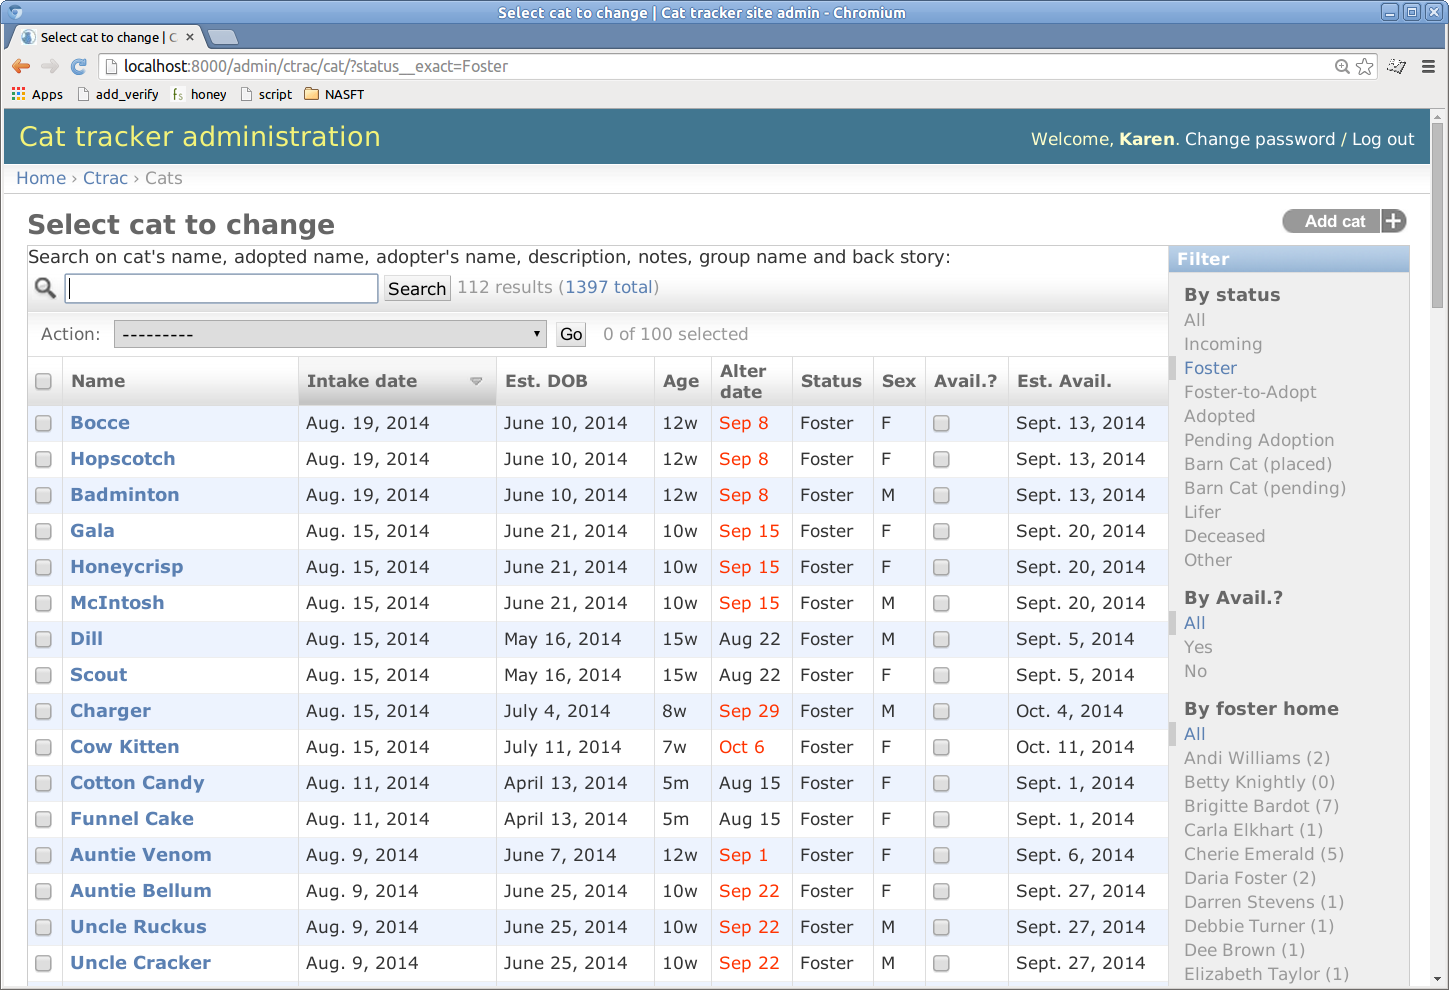 Select cat to change | Cat tracker site admin - Chromium
Select cat to change | C
localhost:8000/admin/ctrac/cat/?status__exact=Foster
Apps add_verify fs honey script NASFT
Cat tracker administration
Welcome, Karen. Change password / Log out
Home › Ctrac › Cats
Select cat to change
Add cat +
Search on cat's name, adopted name, adopter's name, description, notes, group name and back story:
Search 112 results (1397 total)
Action: --------- Go 0 of 100 selected
Name Intake date Est. DOB Age Alter date Status Sex Avail.? Est. Avail.
Bocce Aug. 19, 2014 June 10, 2014 12w Sep 8 Foster F Sept. 13, 2014
Hopscotch Aug. 19, 2014 June 10, 2014 12w Sep 8 Foster F Sept. 13, 2014
Badminton Aug. 19, 2014 June 10, 2014 12w Sep 8 Foster M Sept. 13, 2014
Gala Aug. 15, 2014 June 21, 2014 10w Sep 15 Foster F Sept. 20, 2014
Honeycrisp Aug. 15, 2014 June 21, 2014 10w Sep 15 Foster F Sept. 20, 2014
McIntosh Aug. 15, 2014 June 21, 2014 10w Sep 15 Foster M Sept. 20, 2014
Dill Aug. 15, 2014 May 16, 2014 15w Aug 22 Foster M Sept. 5, 2014
Scout Aug. 15, 2014 May 16, 2014 15w Aug 22 Foster F Sept. 5, 2014
Charger Aug. 15, 2014 July 4, 2014 8w Sep 29 Foster M Oct. 4, 2014
Cow Kitten Aug. 15, 2014 July 11, 2014 7w Oct 6 Foster F Oct. 11, 2014
Cotton Candy Aug. 11, 2014 April 13, 2014 5m Aug 15 Foster F Sept. 1, 2014
Funnel Cake Aug. 11, 2014 April 13, 2014 5m Aug 15 Foster F Sept. 1, 2014
Auntie Venom Aug. 9, 2014 June 7, 2014 12w Sep 1 Foster F Sept. 6, 2014
Auntie Bellum Aug. 9, 2014 June 25, 2014 10w Sep 22 Foster F Sept. 27, 2014
Uncle Ruckus Aug. 9, 2014 June 25, 2014 10w Sep 22 Foster M Sept. 27, 2014
Uncle Cracker Aug. 9, 2014 June 25, 2014 10w Sep 22 Foster M Sept. 27, 2014
Filter
By status
All
Incoming
Foster
Foster-to-Adopt
Adopted
Pending Adoption
Barn Cat (placed)
Barn Cat (pending)
Lifer
Deceased
Other
By Avail.?
All
Yes
No
By foster home
All
Andi Williams (2)
Betty Knightly (0)
Brigitte Bardot (7)
Carla Elkhart (1)
Cherie Emerald (5)
Daria Foster (2)
Darren Stevens (1)
Debbie Turner (1)
Dee Brown (1)
Elizabeth Taylor (1)